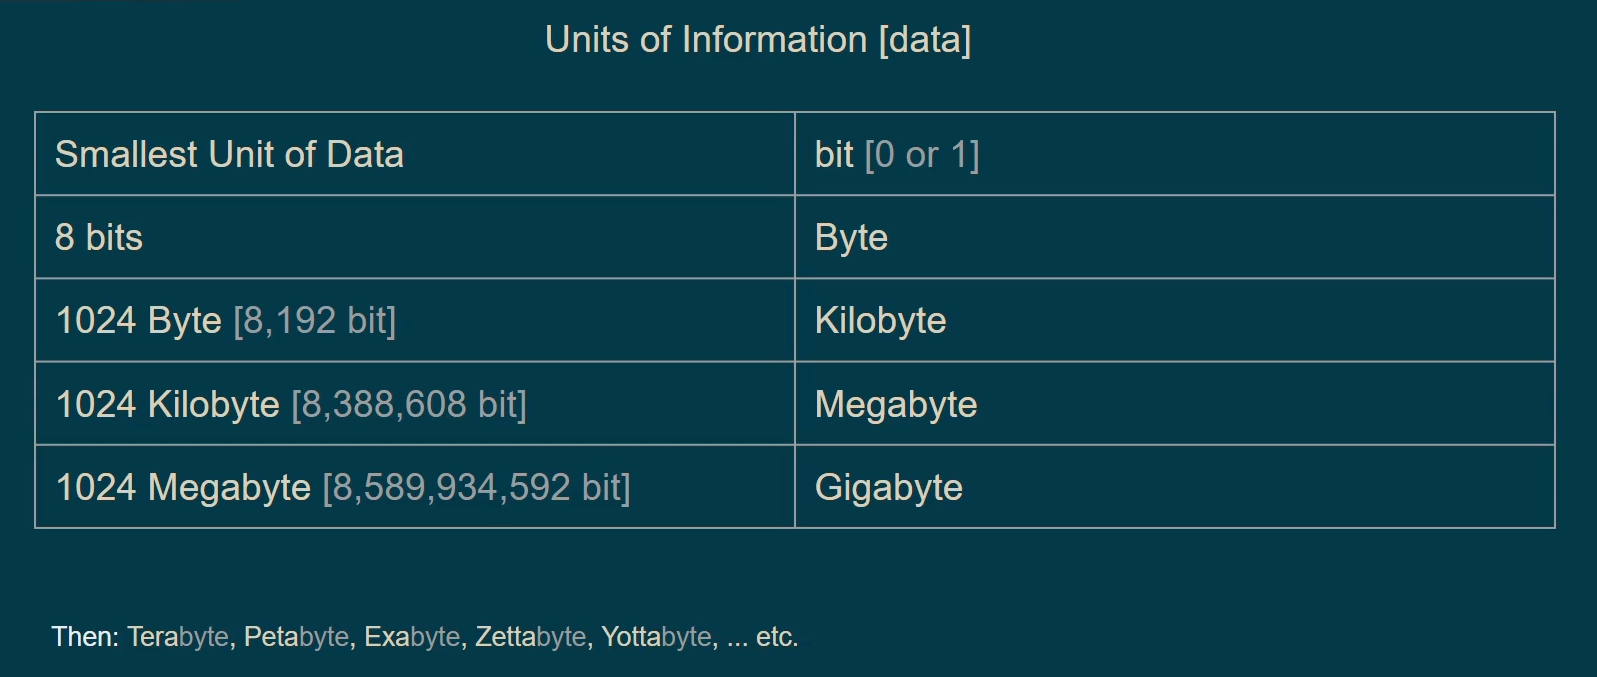 Units of Information [data]
Smallest Unit of Data
bit [0 or 1]
8 bits
Byte
1024 Byte [8,192 bit]
Kilobyte
1024 Kilobyte [8,388,608 bit]
Megabyte
1024 Megabyte [8,589,934,592 bit]
Gigabyte
Then: Terabyte, Petabyte, Exabyte, Zettabyte, Yottabyte, ... etc.